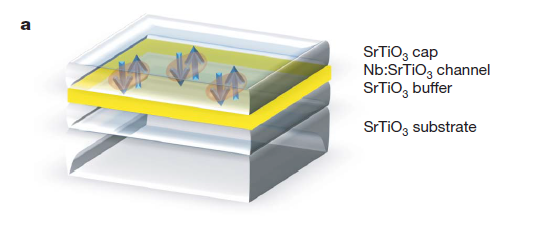 a
SrTiO₃ cap
Nb:SrTiO₃ channel
SrTiO₃ buffer
SrTiO₃ substrate